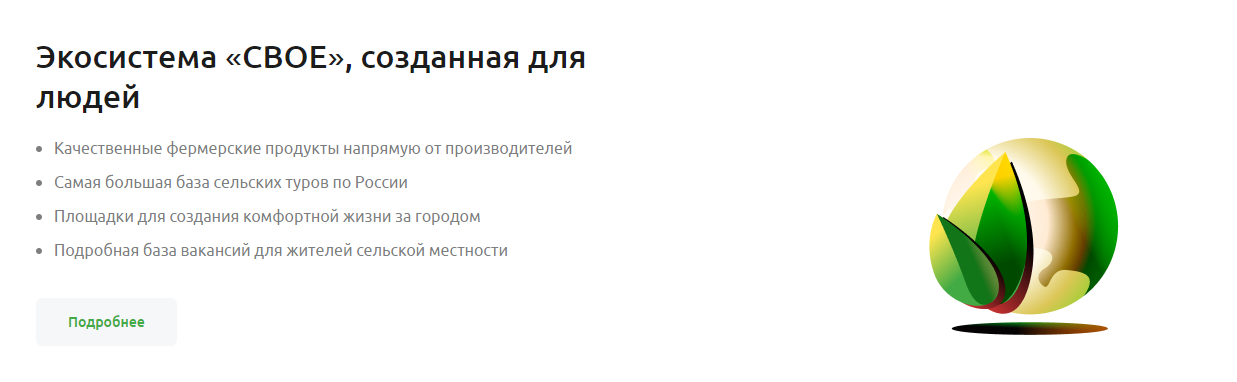 Экосистема «СВОЕ», созданная для
людей
Качественные фермерские продукты напрямую от производителей
Самая большая база сельских туров по России
Площадки для создания комфортной жизни за городом
Подробная база вакансий для жителей сельской местности
Подробнее